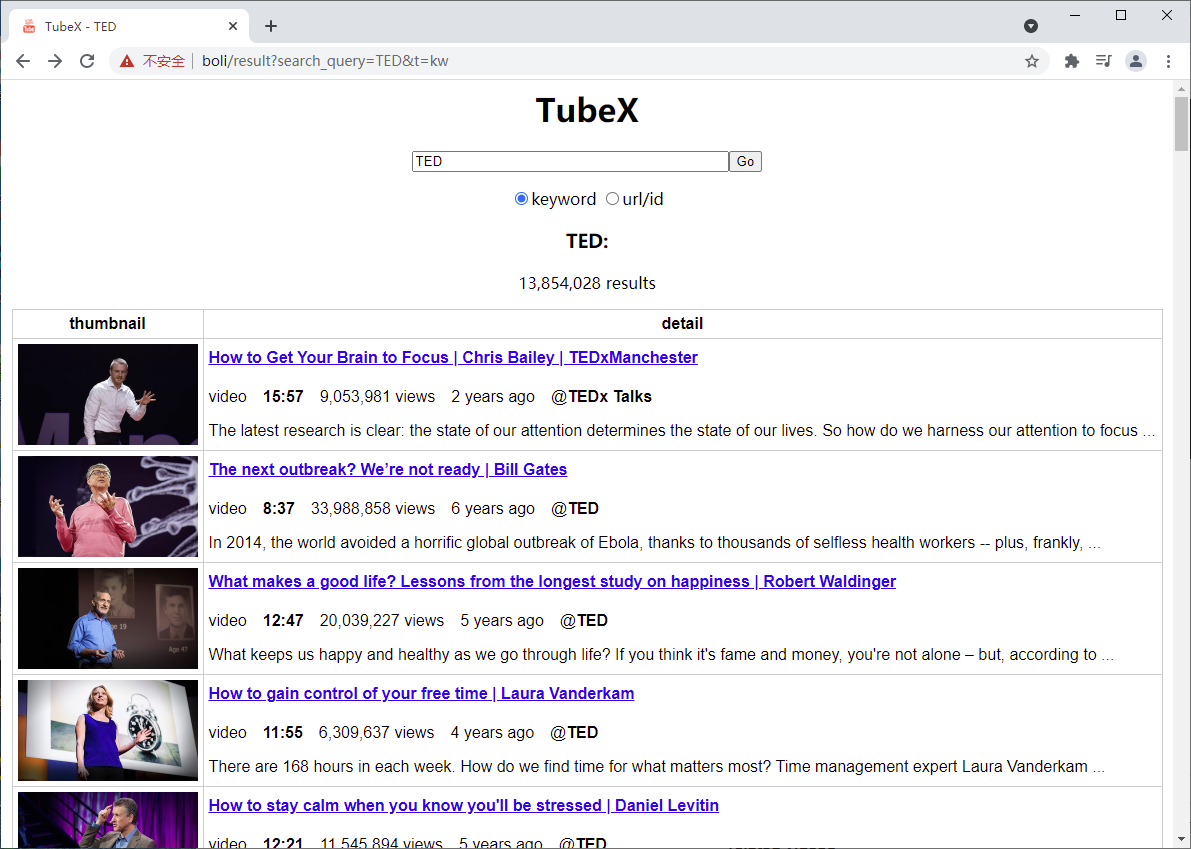 TubeX - TED
不安全 boli/result?search_query=TED&t=kw
TubeX
TED Go
keyword url/id
TED:
13,854,028 results
thumbnail detail
How to Get Your Brain to Focus | Chris Bailey | TEDxManchester
video 15:57 9,053,981 views 2 years ago @TEDx Talks
The latest research is clear: the state of our attention determines the state of our lives. So how do we harness our attention to focus ...
The next outbreak? We’re not ready | Bill Gates
video 8:37 33,988,858 views 6 years ago @TED
In 2014, the world avoided a horrific global outbreak of Ebola, thanks to thousands of selfless health workers -- plus, frankly, ...
What makes a good life? Lessons from the longest study on happiness | Robert Waldinger
Age 19
Age 47
video 12:47 20,039,227 views 5 years ago @TED
What keeps us happy and healthy as we go through life? If you think it's fame and money, you're not alone – but, according to ...
How to gain control of your free time | Laura Vanderkam
video 11:55 6,309,637 views 4 years ago @TED
There are 168 hours in each week. How do we find time for what matters most? Time management expert Laura Vanderkam ...
How to stay calm when you know you'll be stressed | Daniel Levitin
video 12:21 11,545,894 views 5 years ago @TED